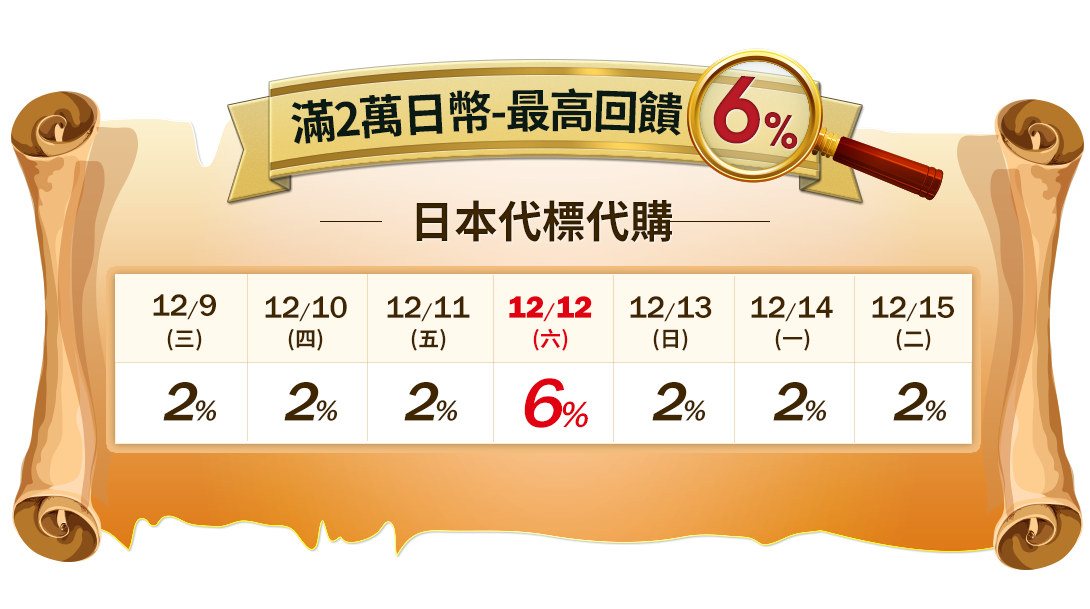 滿2萬日幣-最高回饋 6%
日本代標代購
12/9 12/10 12/11 12/12 12/13 12/14 12/15
(三) (四) (五) (六) (日) (一) (二)
2% 2% 2% 6% 2% 2% 2%